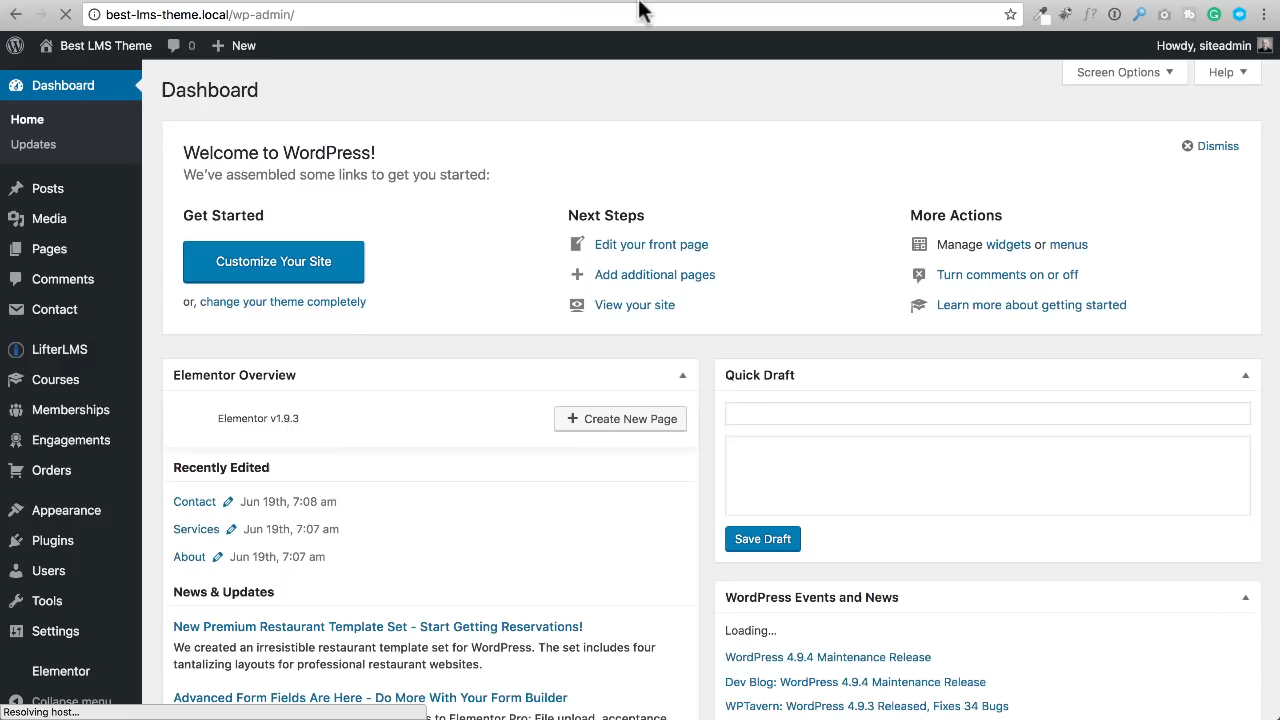 best-lms-theme.local/wp-admin/
Best LMS Theme 0 New Howdy, siteadmin
Dashboard
Home
Updates
Posts
Media
Pages
Comments
Contact
LifterLMS
Courses
Memberships
Engagements
Orders
Appearance
Plugins
Users
Tools
Settings
Elementor
Collapse menu
Resolving host...
Screen Options Help
Dashboard
Welcome to WordPress!
We've assembled some links to get you started:
Dismiss
Get Started
Customize Your Site
or, change your theme completely
Next Steps
Edit your front page
Add additional pages
View your site
More Actions
Manage widgets or menus
Turn comments on or off
Learn more about getting started
Elementor Overview
Elementor v1.9.3
Create New Page
Recently Edited
Contact Jun 19th, 7:08 am
Services Jun 19th, 7:07 am
About Jun 19th, 7:07 am
News & Updates
New Premium Restaurant Template Set - Start Getting Reservations!
We created an irresistible restaurant template set for WordPress. The set includes four
tantalizing layouts for professional restaurant websites.
Advanced Form Fields Are Here - Do More With Your Form Builder
s to Elementor Pro: File upload, acceptance
Quick Draft
Save Draft
WordPress Events and News
Loading...
WordPress 4.9.4 Maintenance Release
Dev Blog: WordPress 4.9.4 Maintenance Release
WPTavern: WordPress 4.9.3 Released, Fixes 34 Bugs